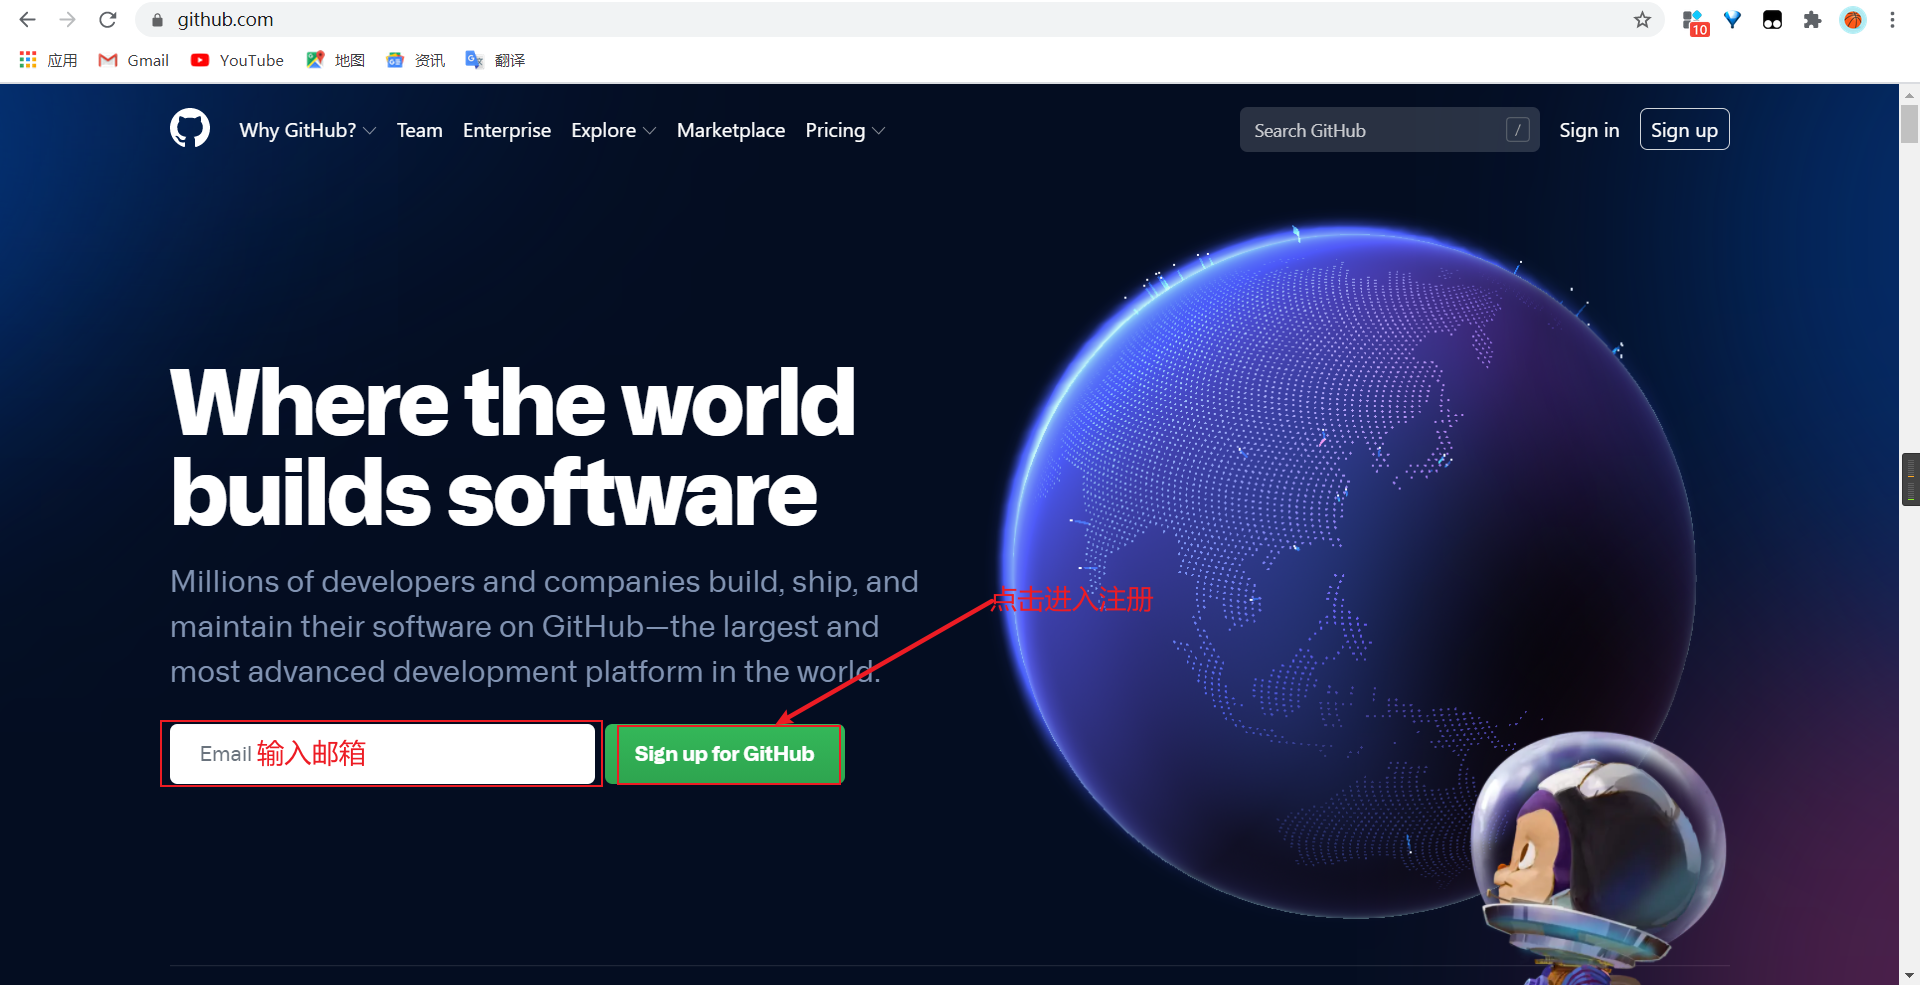 github.com
10
应用 Gmail YouTube 地图 资讯 翻译
Why GitHub? Team Enterprise Explore Marketplace Pricing Search GitHub / Sign in Sign up
Where the world
builds software
Millions of developers and companies build, ship, and
maintain their software on GitHub—the largest and
most advanced development platform in the world.
点击进入注册
Email 输入邮箱 Sign up for GitHub